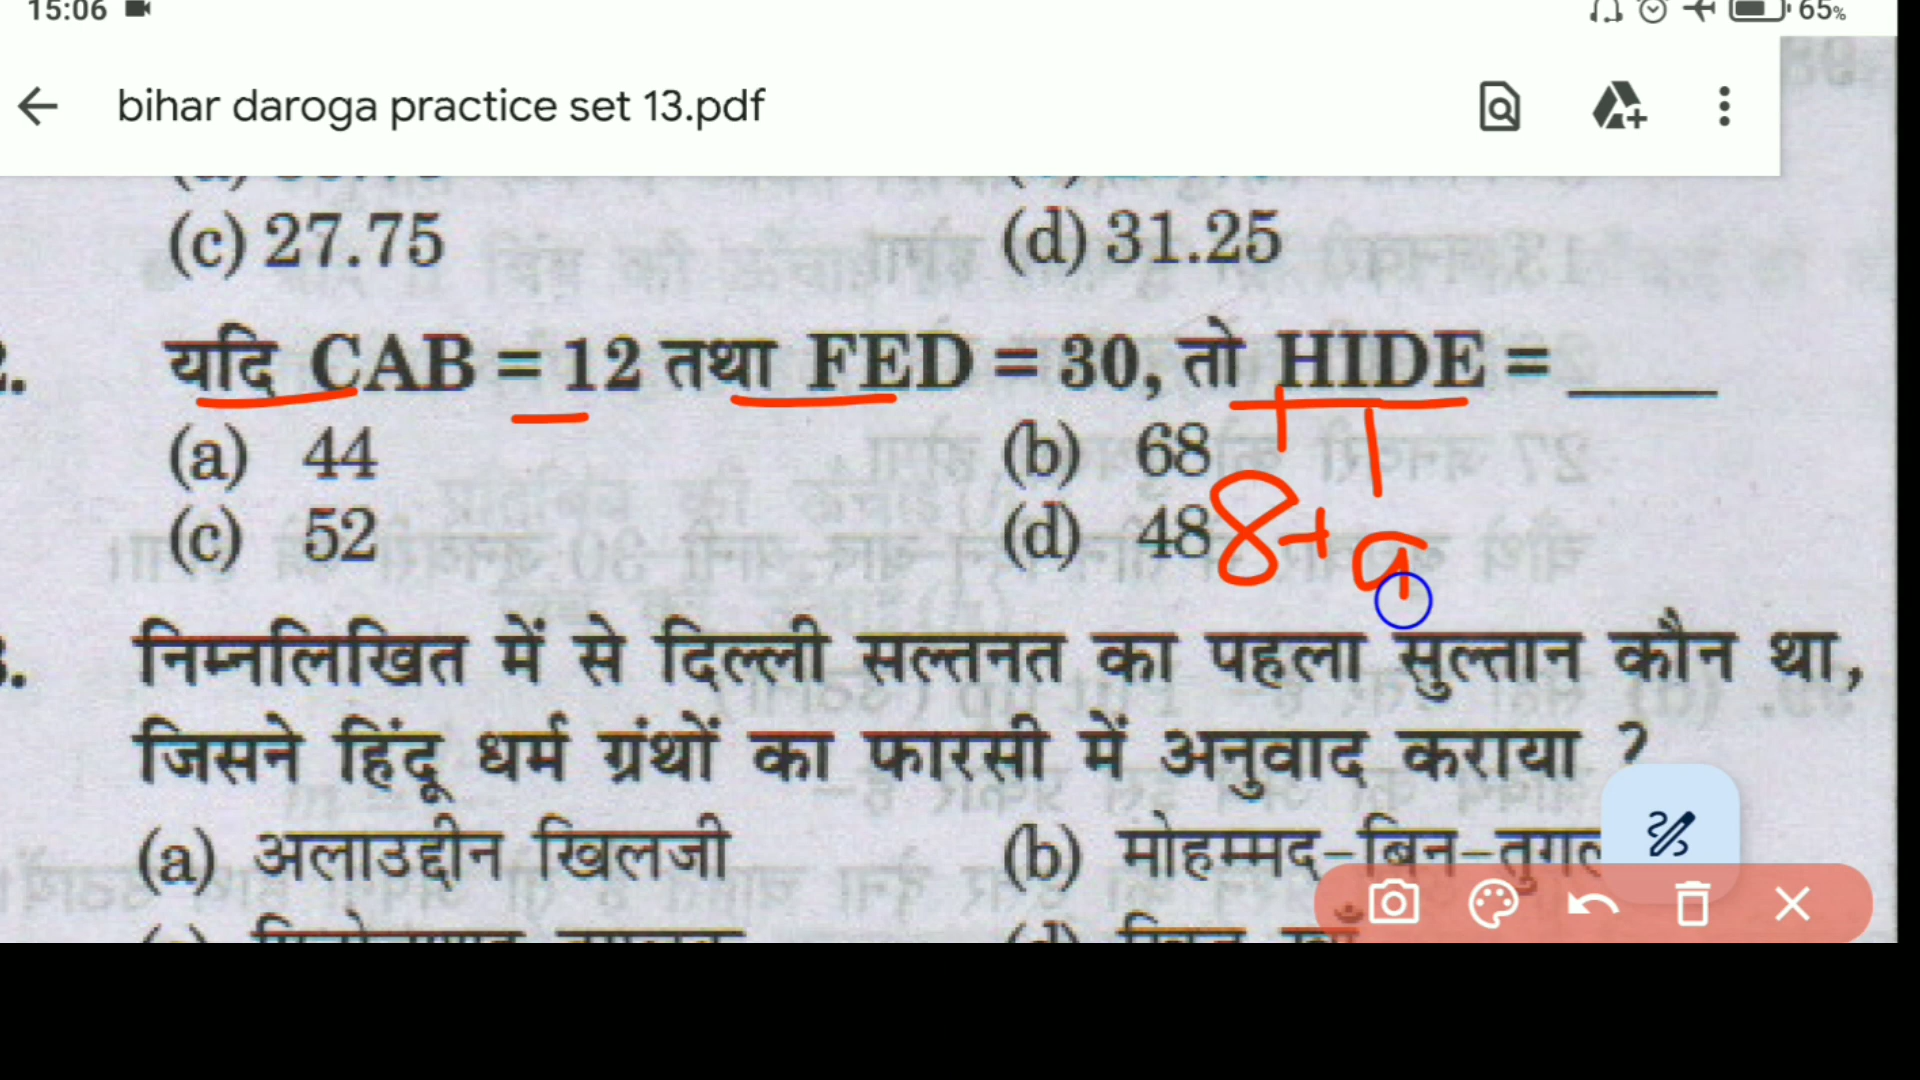 15:06 65%
bihar daroga practice set 13.pdf
(c) 27.75 (d) 31.25
2. यदि CAB = 12 तथा FED = 30, तो HIDE = ____
(a) 44 (b) 68
(c) 52 (d) 48
8+9
निम्नलिखित में से दिल्ली सल्तनत का पहला सुल्तान कौन था,
जिसने हिंदू धर्म ग्रंथों का फारसी में अनुवाद कराया ?
(a) अलाउद्दीन खिलजी (b) मोहम्मद-बिन-